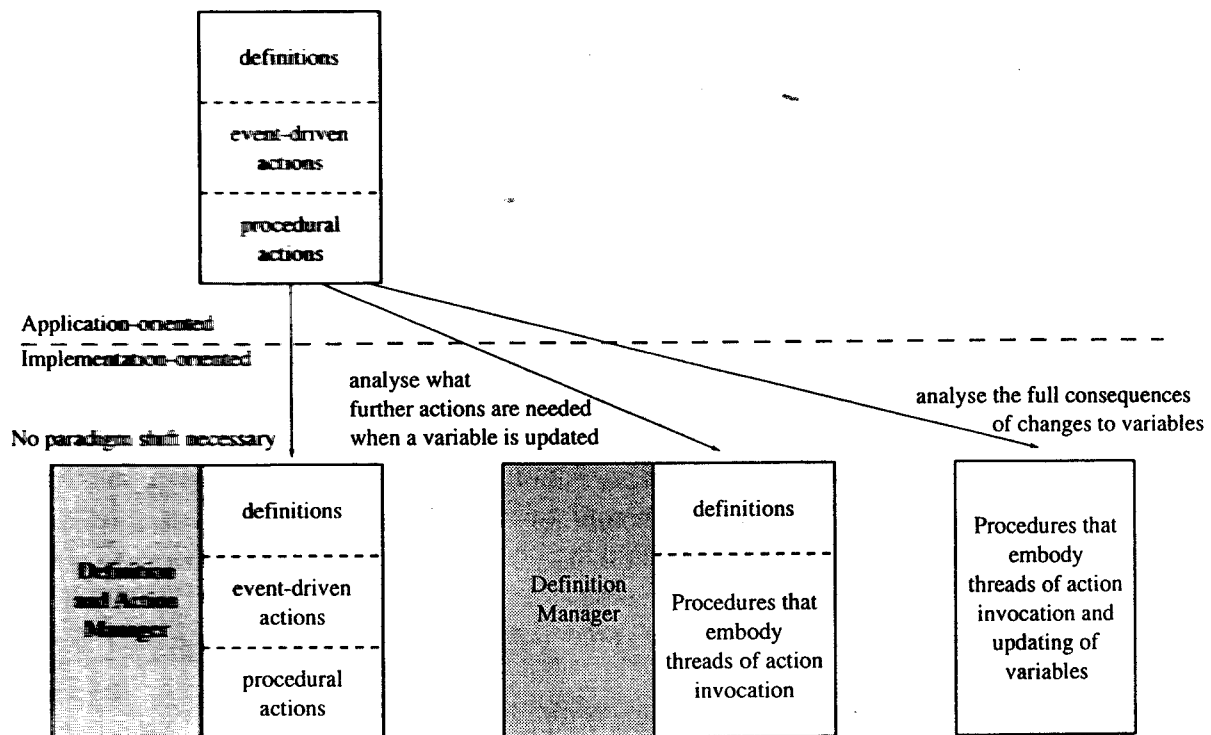 definitions
event-driven
actions
procedural
actions
Application-oriented
Implementation-oriented
analyse what
further actions are needed
when a variable is updated
analyse the full consequences
of changes to variables
No paradigm shift necessary
Definition
and Action
Manager
definitions
event-driven
actions
procedural
actions
Definition
Manager
definitions
Procedures that
embody
threads of action
invocation
Procedures that
embody
threads of action
invocation and
updating of
variables